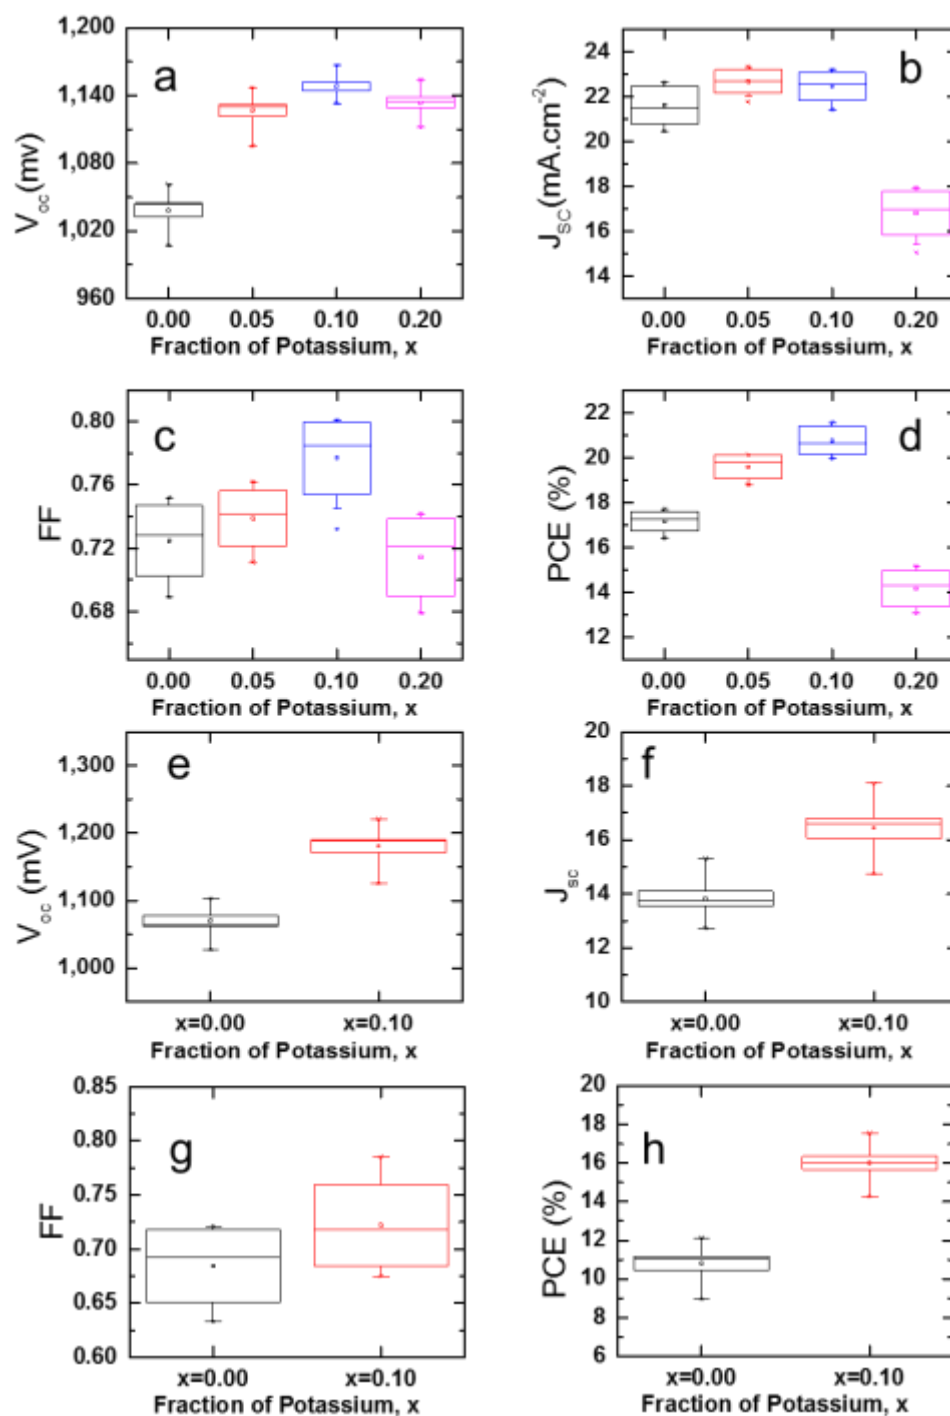 a
V_oc (mv)
1,200
1,140
1,080
1,020
960
0.00 0.05 0.10 0.20
Fraction of Potassium, x
b
J_SC (mA.cm⁻²)
24
22
20
18
16
14
0.00 0.05 0.10 0.20
Fraction of Potassium, x
c
FF
0.80
0.76
0.72
0.68
0.00 0.05 0.10 0.20
Fraction of Potassium, x
d
PCE (%)
22
20
18
16
14
12
0.00 0.05 0.10 0.20
Fraction of Potassium, x
e
V_oc (mV)
1,300
1,200
1,100
1,000
x=0.00 x=0.10
Fraction of Potassium, x
f
J_sc
20
18
16
14
12
10
x=0.00 x=0.10
Fraction of Potassium, x
g
FF
0.85
0.80
0.75
0.70
0.65
0.60
x=0.00 x=0.10
Fraction of Potassium, x
h
PCE (%)
20
18
16
14
12
10
8
6
x=0.00 x=0.10
Fraction of Potassium, x